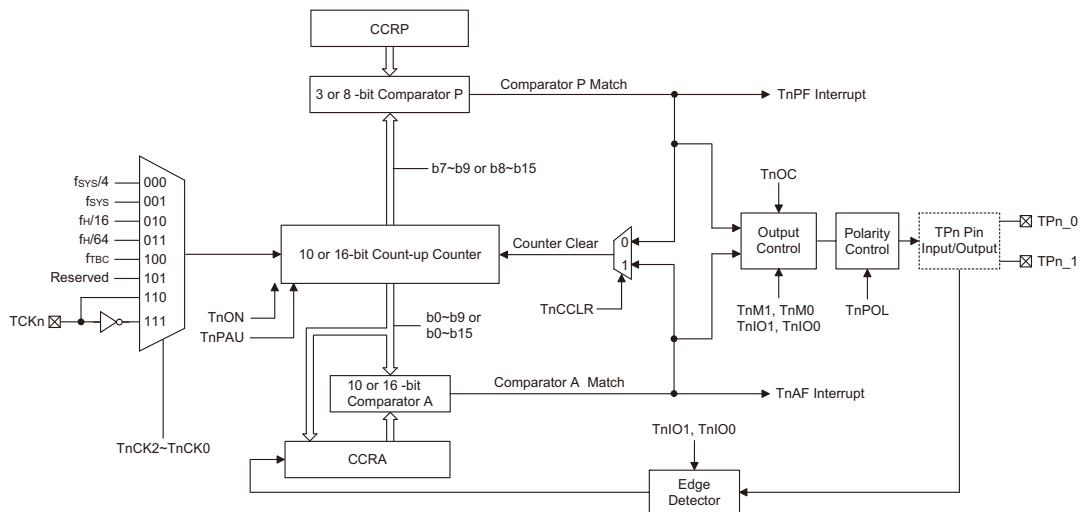 CCRP
3 or 8 -bit Comparator P
Comparator P Match
TnPF Interrupt
b7~b9 or b8~b15
fSYS/4
000
fSYS
001
fH/16
010
fH/64
011
fTBC
100
Reserved
101
110
TCKn
111
TnCK2~TnCK0
10 or 16-bit Count-up Counter
Counter Clear
TnON
TnPAU
0
1
TnCCLR
b0~b9 or
b0~b15
TnOC
Output
Control
TnM1, TnM0
TnIO1, TnIO0
Polarity
Control
TnPOL
TPn Pin
Input/Output
TPn_0
TPn_1
10 or 16 -bit
Comparator A
Comparator A Match
TnAF Interrupt
CCRA
TnIO1, TnIO0
Edge
Detector